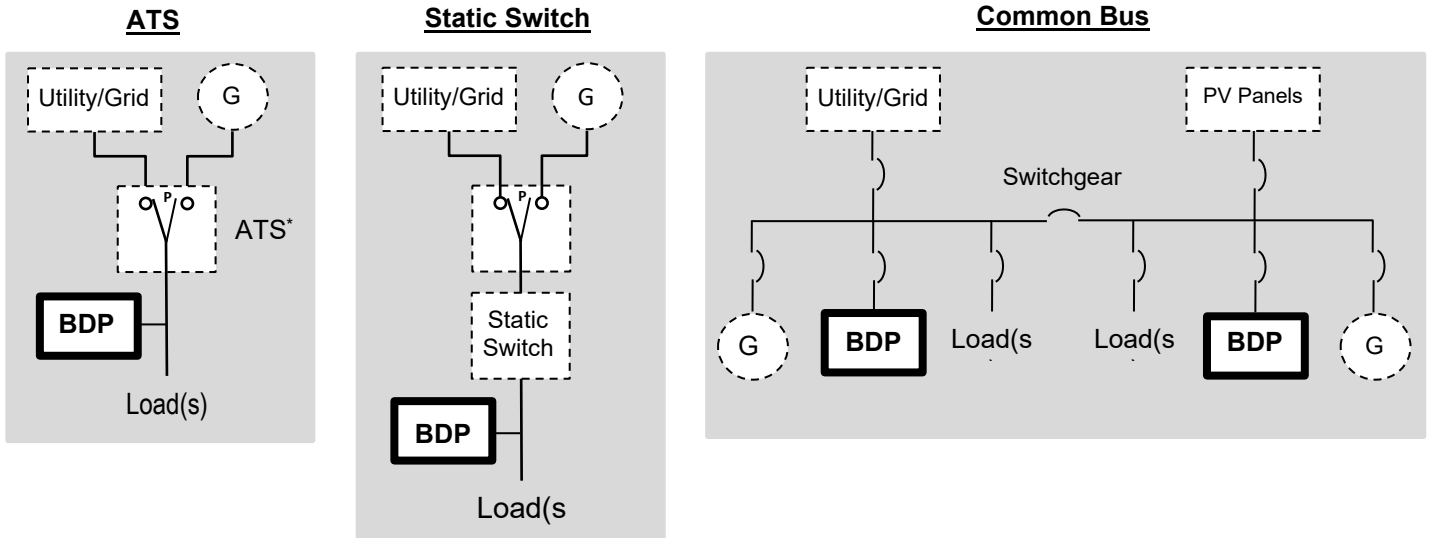 ATS
Utility/Grid
G
P
ATS*
BDP
Load(s)
Static Switch
Utility/Grid
G
P
Static
Switch
BDP
Load(s
Common Bus
Utility/Grid
PV Panels
Switchgear
G
BDP
Load(s
Load(s
BDP
G